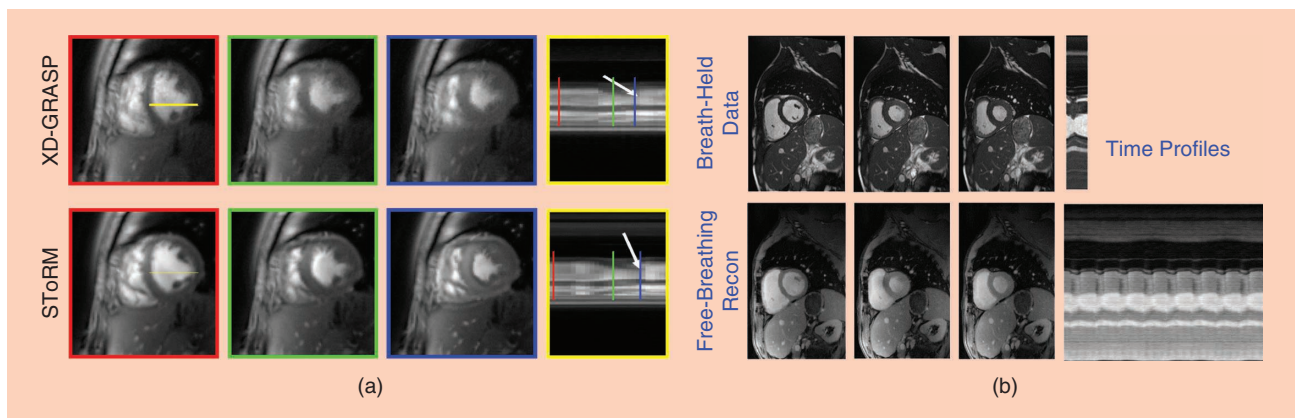 XD-GRASP
SToRM
(a)
Breath-Held
Data
Time Profiles
Free-Breathing
Recon
(b)